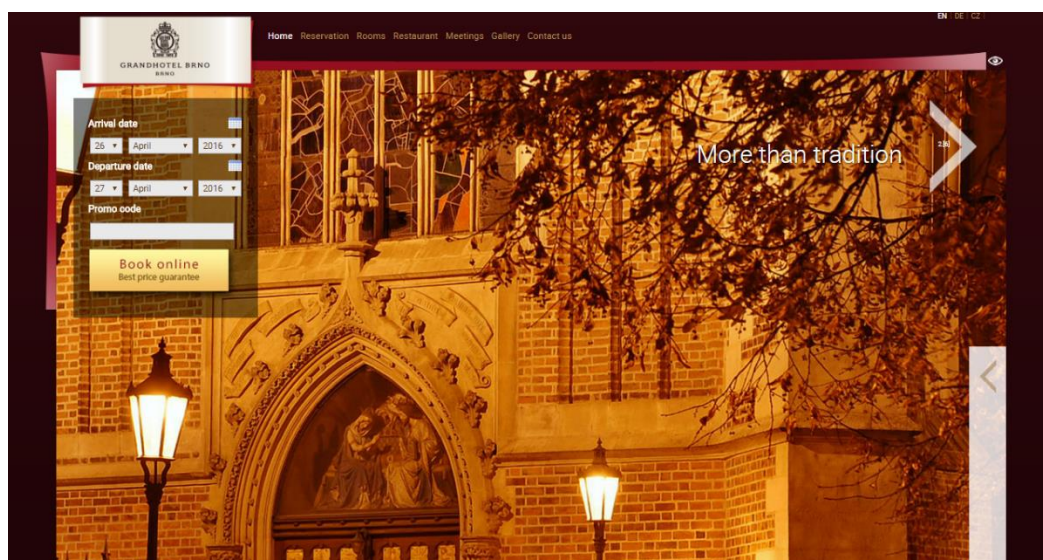 EN | DE | CZ |
GRANDHOTEL BRNO
BRNO
Home Reservation Rooms Restaurant Meetings Gallery Contact us
Arrival date
26 April 2016
Departure date
27 April 2016
Promo code
Book online
Best price guarantee
More than tradition